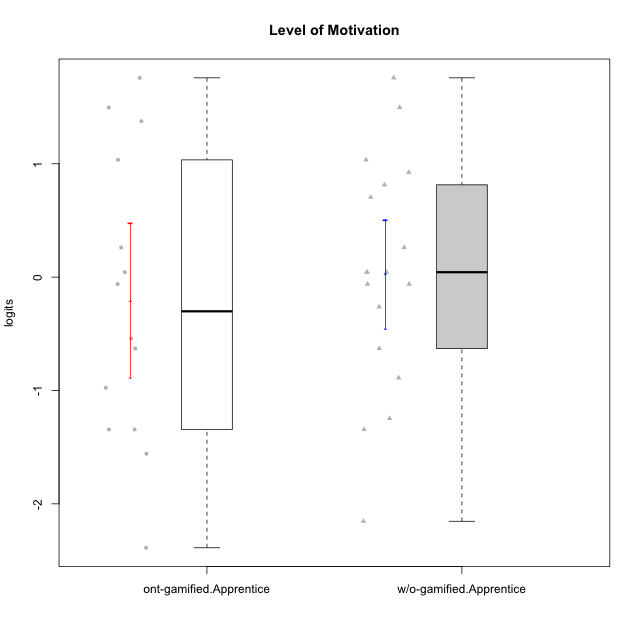 Level of Motivation
logits
1
0
-1
-2
ont-gamified.Apprentice
w/o-gamified.Apprentice